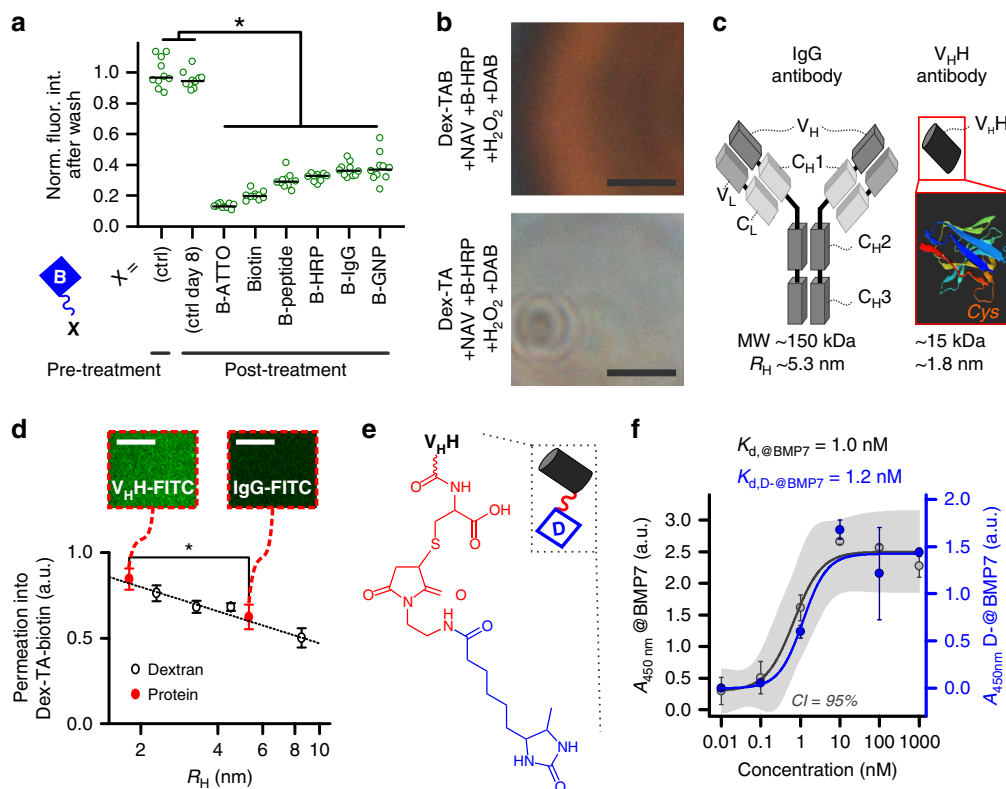 a
*
Norm. fluor. int.
after wash
1.0
0.8
0.6
0.4
0.2
0.0
B
X
X =
(ctrl)
(ctrl day 8)
B-ATTO
Biotin
B-peptide
B-HRP
B-IgG
B-GNP
Pre-treatment
Post-treatment
b
Dex-TAB
+NAV +B-HRP
+H₂O₂ +DAB
Dex-TA
+NAV +B-HRP
+H₂O₂ +DAB
c
IgG
antibody
VHH
antibody
VH
VHH
CH1
VL
CL
CH2
CH3
Cys
MW ~150 kDa
~15 kDa
RH ~5.3 nm
~1.8 nm
d
VHH-FITC
IgG-FITC
*
Permeation into
Dex-TA-biotin (a.u.)
1.0
0.5
0.0
Dextran
Protein
2
4
6
8
10
RH (nm)
e
VHH
NH
O
O
OH
S
O
N
O
O
H
N
O
D
HN
NH
O
f
Kd,@BMP7 = 1.0 nM
Kd,D-@BMP7 = 1.2 nM
A450 nm @BMP7 (a.u.)
3.0
2.5
2.0
1.5
1.0
0.5
0.0
2.0
1.5
1.0
0.5
0.0
A450nm D-@BMP7 (a.u.)
CI = 95%
0.01
0.1
1
10
100
1000
Concentration (nM)